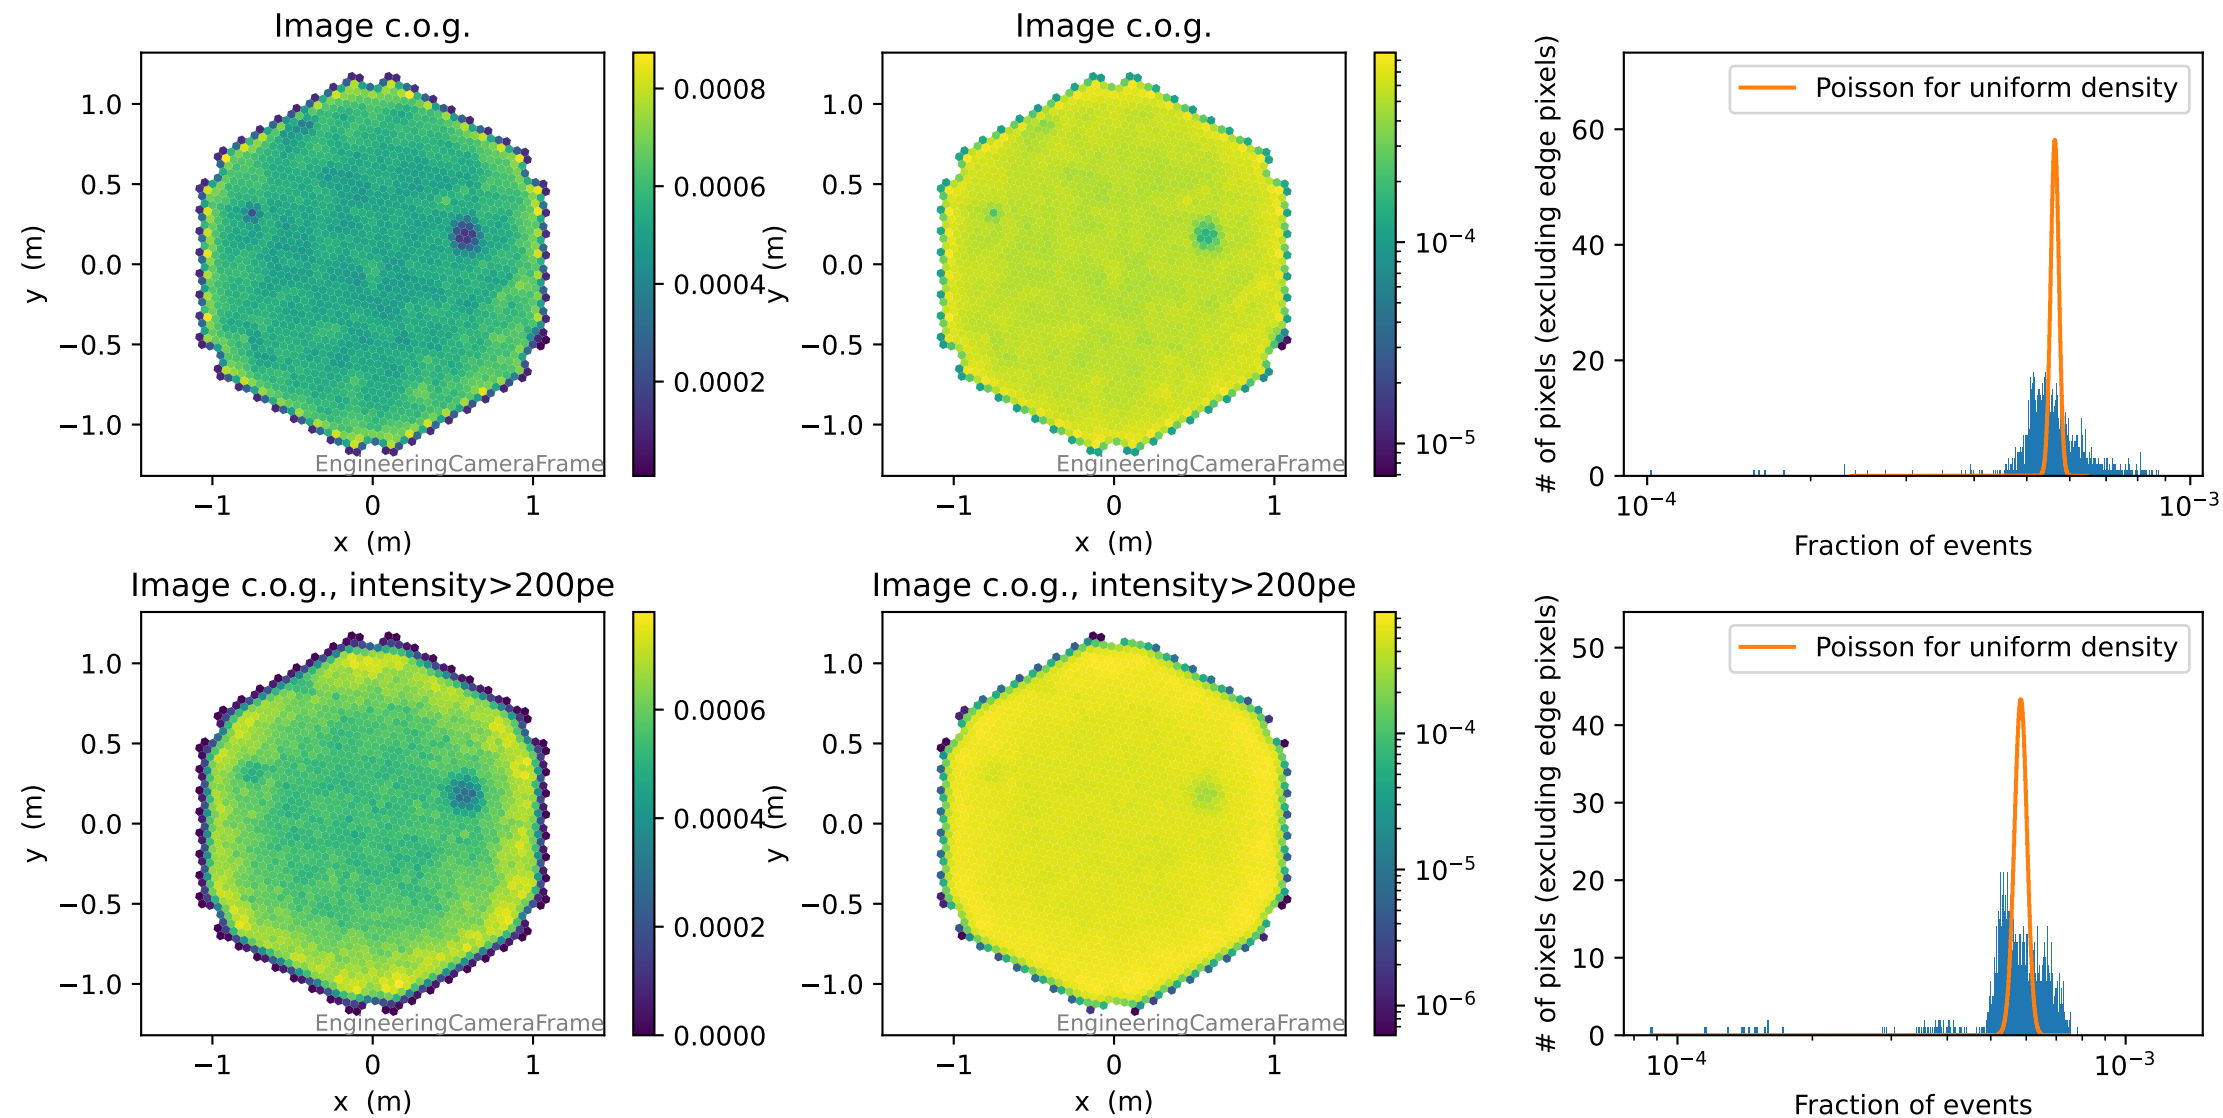 Image c.o.g.
1.0
0.5
0.0
−0.5
−1.0
y (m)
EngineeringCameraFrame
−1
0
1
x (m)
0.0008
0.0006
0.0004
0.0002
Image c.o.g.
1.0
0.5
0.0
−0.5
−1.0
y (m)
EngineeringCameraFrame
−1
0
1
x (m)
10⁻⁴
10⁻⁵
# of pixels (excluding edge pixels)
60
40
20
0
Poisson for uniform density
10⁻⁴
10⁻³
Fraction of events
Image c.o.g., intensity>200pe
1.0
0.5
0.0
−0.5
−1.0
y (m)
EngineeringCameraFrame
−1
0
1
x (m)
0.0006
0.0004
0.0002
0.0000
Image c.o.g., intensity>200pe
1.0
0.5
0.0
−0.5
−1.0
y (m)
EngineeringCameraFrame
−1
0
1
x (m)
10⁻⁴
10⁻⁵
10⁻⁶
# of pixels (excluding edge pixels)
50
40
30
20
10
0
Poisson for uniform density
10⁻⁴
10⁻³
Fraction of events